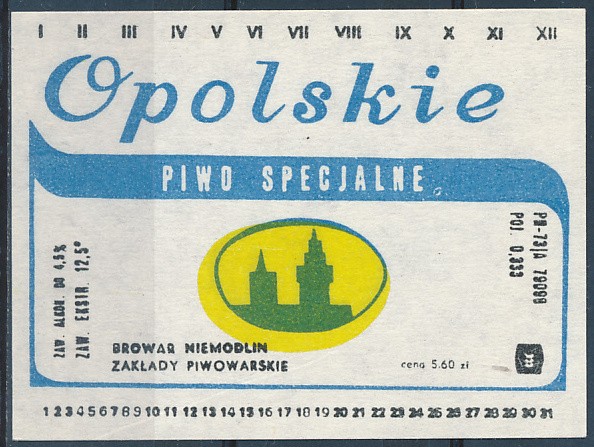 I II III IV V VI VII VIII IX X XI XII
Opolskie
PIWO SPECJALNE
ZAW. ALKOH. DO 4,5%
ZAW. EKSTR. 12,5°
PN-73/A 79098
POJ. 0,333
BROWAR NIEMODLIN
ZAKŁADY PIWOWARSKIE
cena 5.60 zł
1 2 3 4 5 6 7 8 9 10 11 12 13 14 15 16 17 18 19 20 21 22 23 24 25 26 27 28 29 30 31